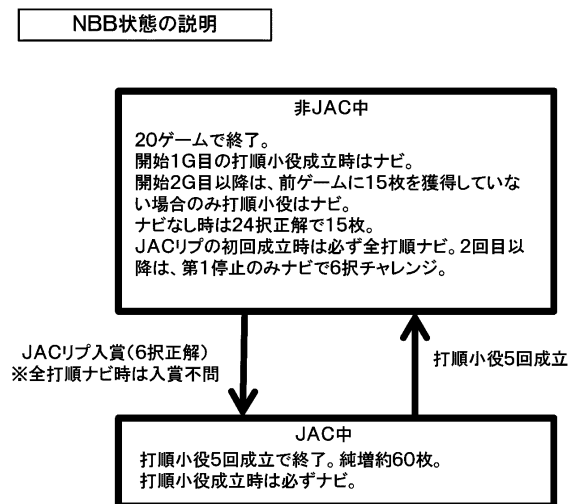 NBB状態の説明
非JAC中
20ゲームで終了。
開始1G目の打順小役成立時はナビ。
開始2G目以降は、前ゲームに15枚を獲得していな
い場合のみ打順小役はナビ。
ナビなし時は24択正解で15枚。
JACリプの初回成立時は必ず全打順ナビ。2回目以
降は、第1停止のみナビで6択チャレンジ。
JACリプ入賞(6択正解)
※全打順ナビ時は入賞不問
打順小役5回成立
JAC中
打順小役5回成立で終了。純増約60枚。
打順小役成立時は必ずナビ。